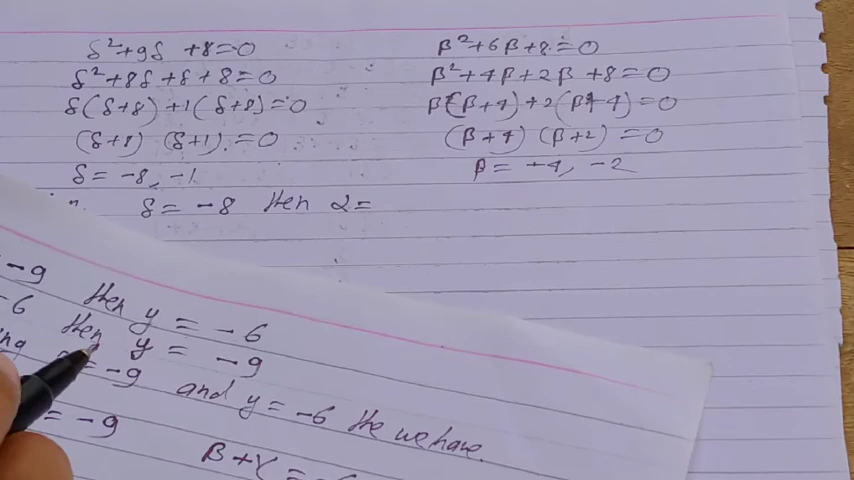 δ²+9δ +8=0
δ²+8δ+δ+8=0
δ(δ+8)+1(δ+8)=0
(δ+8) (δ+1)=0
δ= -8, -1
δ= -8 then α=
β²+6β+8=0
β²+4β+2β+8=0
β(β+4)+2(β+4)=0
(β+4) (β+2)=0
β= -4, -2
-9 then y = -6
-6 then y = -9
= -9 and y = -6 the we have.
= -9 β+γ = -6